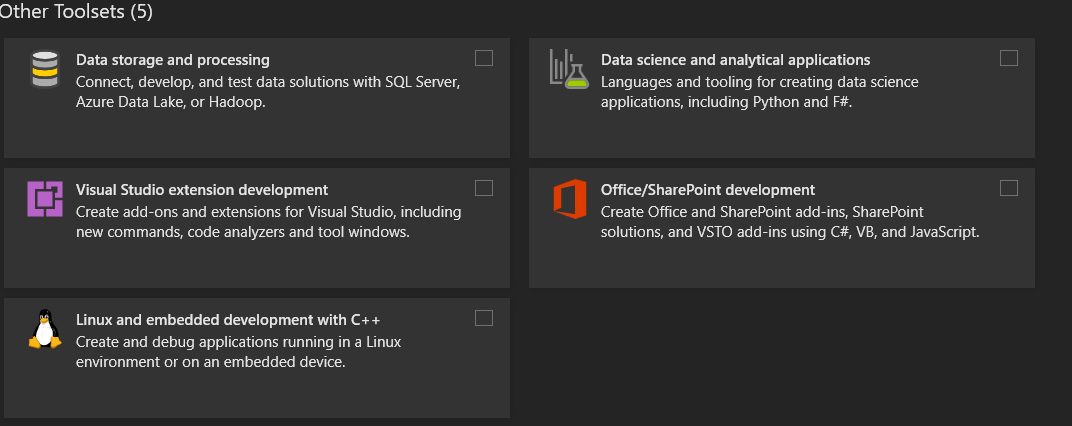 Other Toolsets (5)
Data storage and processing
Connect, develop, and test data solutions with SQL Server,
Azure Data Lake, or Hadoop.
Data science and analytical applications
Languages and tooling for creating data science
applications, including Python and F#.
Visual Studio extension development
Create add-ons and extensions for Visual Studio, including
new commands, code analyzers and tool windows.
Office/SharePoint development
Create Office and SharePoint add-ins, SharePoint
solutions, and VSTO add-ins using C#, VB, and JavaScript.
Linux and embedded development with C++
Create and debug applications running in a Linux
environment or on an embedded device.